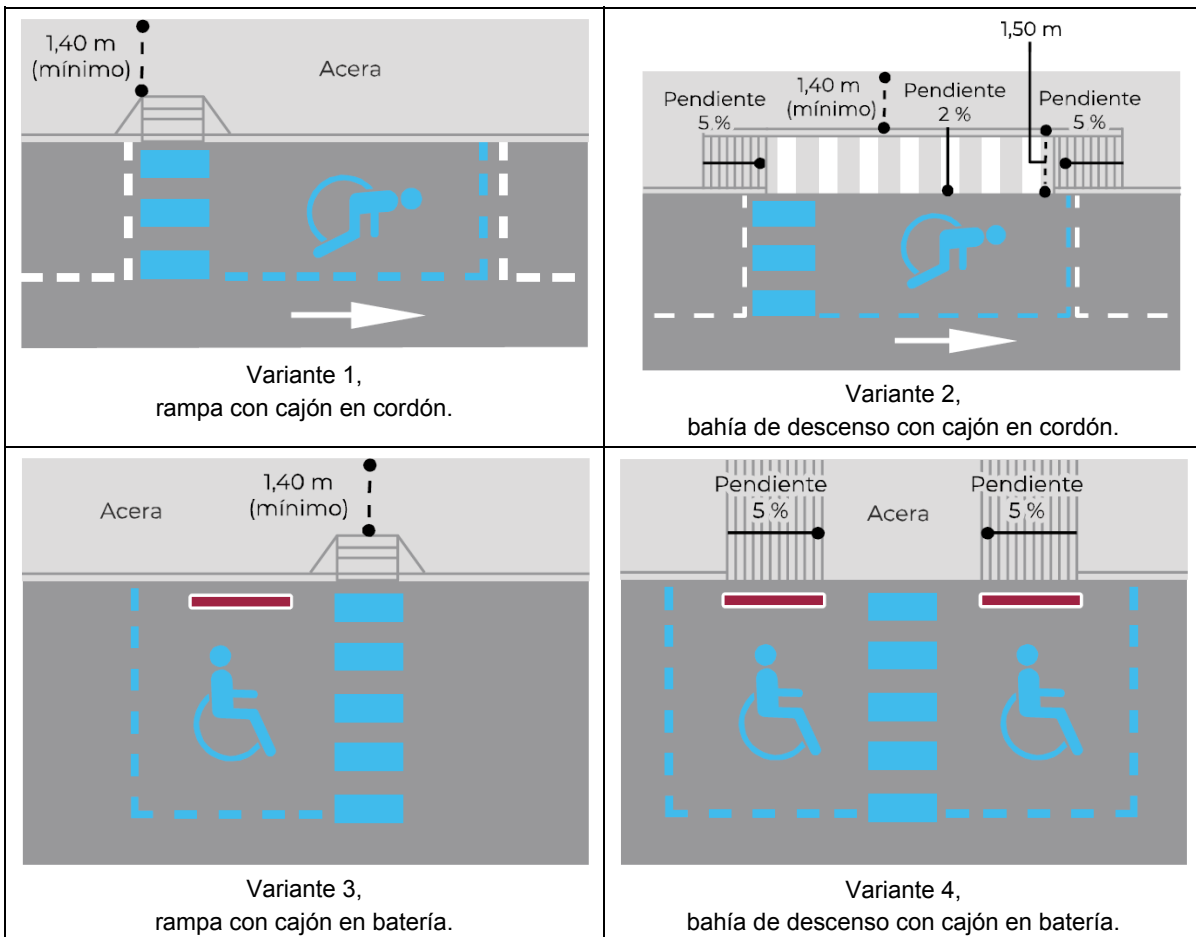 1,40 m
(mínimo)
Acera
Variante 1,
rampa con cajón en cordón.
1,50 m
Pendiente
5 %
1,40 m
(mínimo)
Pendiente
2 %
Pendiente
5 %
Variante 2,
bahía de descenso con cajón en cordón.
Acera
1,40 m
(mínimo)
Variante 3,
rampa con cajón en batería.
Pendiente
5 %
Acera
Pendiente
5 %
Variante 4,
bahía de descenso con cajón en batería.